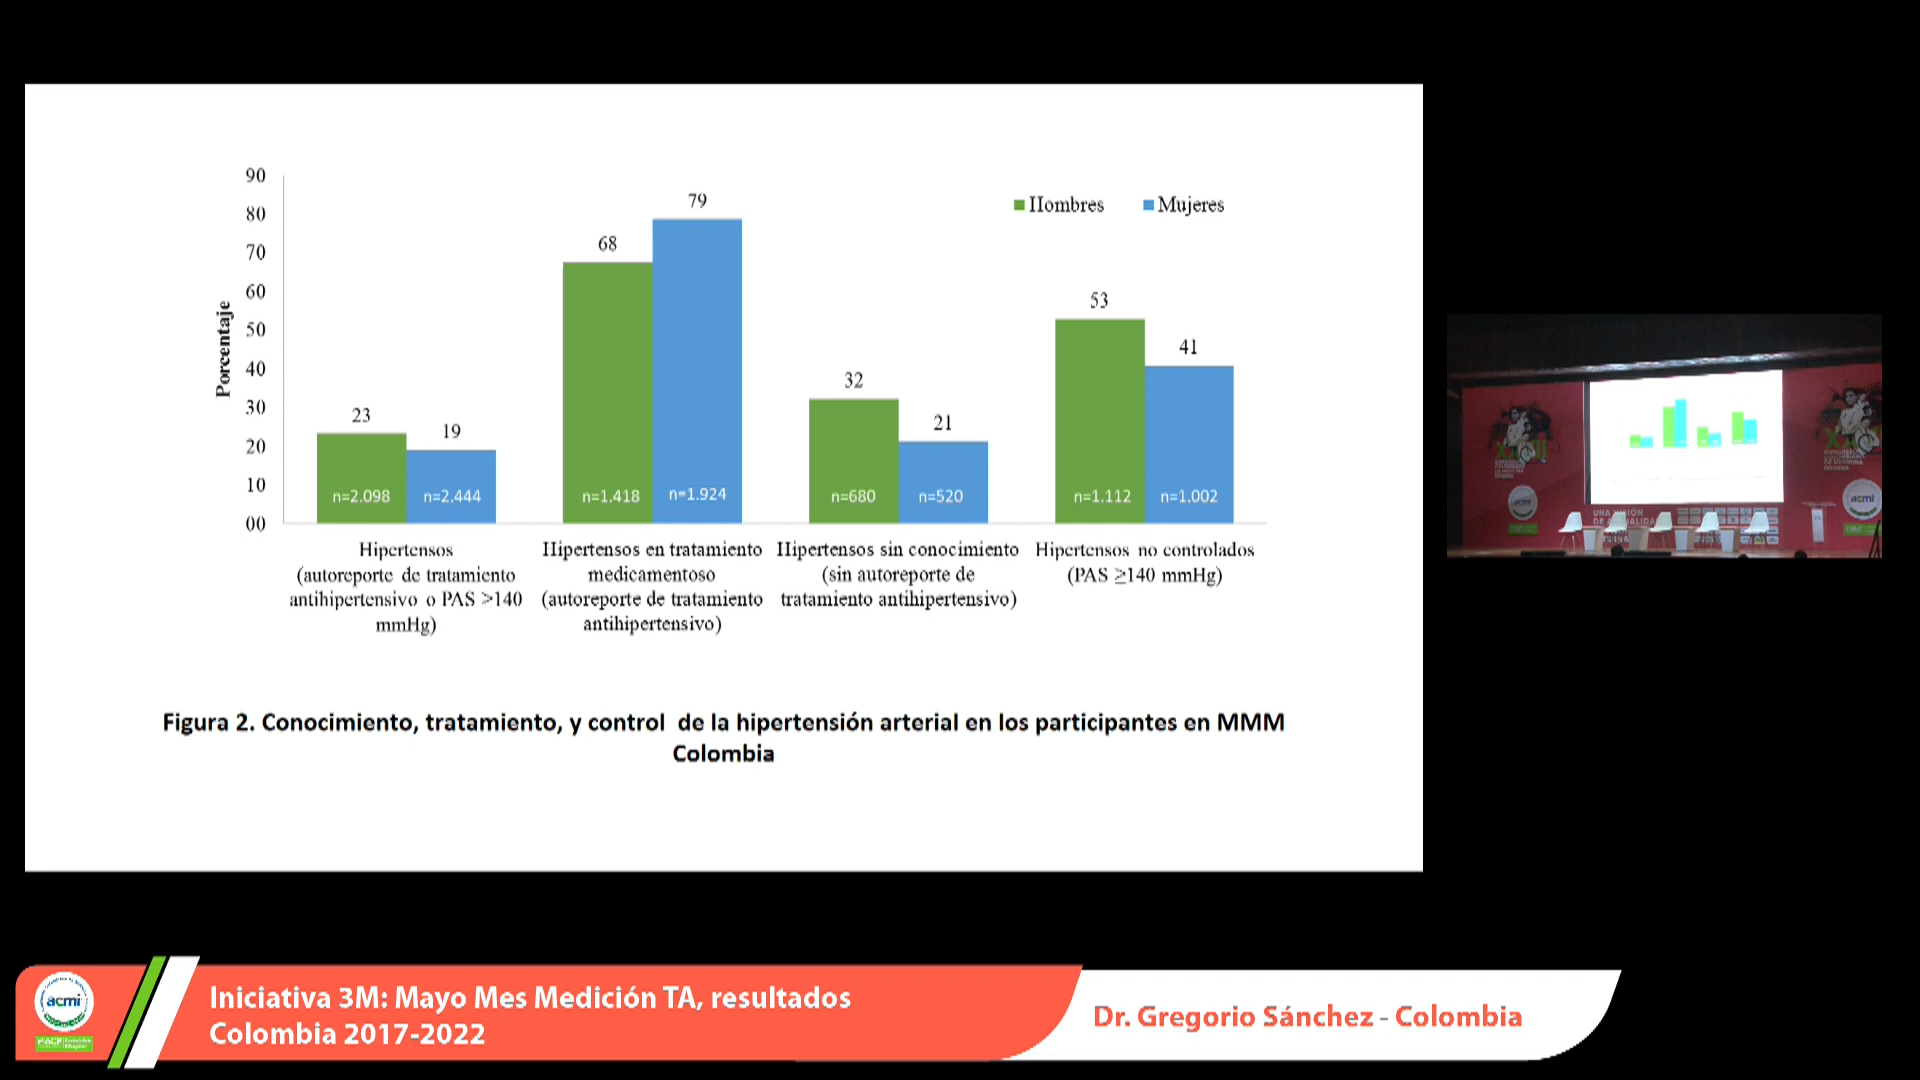 90
80
70
60
50
40
30
20
10
00
Porcentaje
Hombres Mujeres
23
19
68
79
32
21
53
41
n=2.098 n=2.444
n=1.418 n=1.924
n=680 n=520
n=1.112 n=1.002
Hipertensos
(autoreporte de tratamiento
antihipertensivo o PAS >140
mmHg)
Hipertensos en tratamiento
medicamentoso
(autoreporte de tratamiento
antihipertensivo)
Hipertensos sin conocimiento
(sin autoreporte de
tratamiento antihipertensivo)
Hipertensos no controlados
(PAS ≥140 mmHg)
Figura 2. Conocimiento, tratamiento, y control de la hipertensión arterial en los participantes en MMM
Colombia
acmi
acmi
Iniciativa 3M: Mayo Mes Medición TA, resultados
Colombia 2017-2022
Dr. Gregorio Sánchez - Colombia